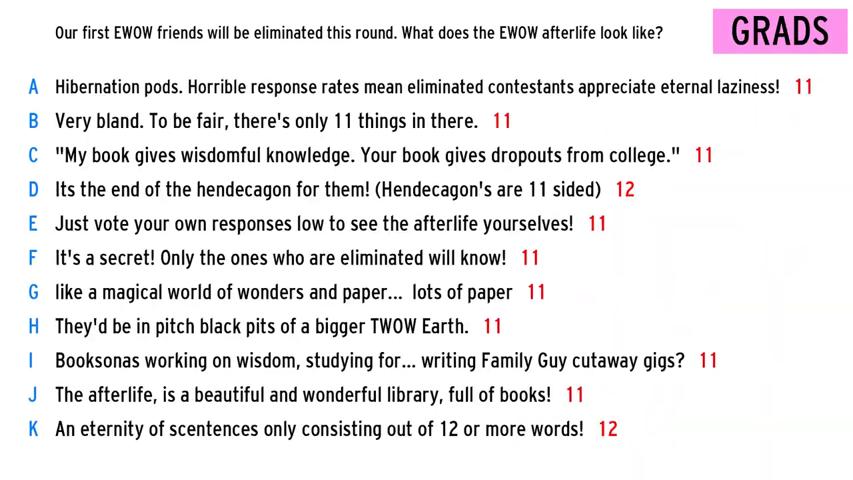 Our first EWOW friends will be eliminated this round. What does the EWOW afterlife look like?
GRADS
A Hibernation pods. Horrible response rates mean eliminated contestants appreciate eternal laziness! 11
B Very bland. To be fair, there's only 11 things in there. 11
C "My book gives wisdomful knowledge. Your book gives dropouts from college." 11
D Its the end of the hendecagon for them! (Hendecagon's are 11 sided) 12
E Just vote your own responses low to see the afterlife yourselves! 11
F It's a secret! Only the ones who are eliminated will know! 11
G like a magical world of wonders and paper... lots of paper 11
H They'd be in pitch black pits of a bigger TWOW Earth. 11
I Booksonas working on wisdom, studying for... writing Family Guy cutaway gigs? 11
J The afterlife, is a beautiful and wonderful library, full of books! 11
K An eternity of scentences only consisting out of 12 or more words! 12